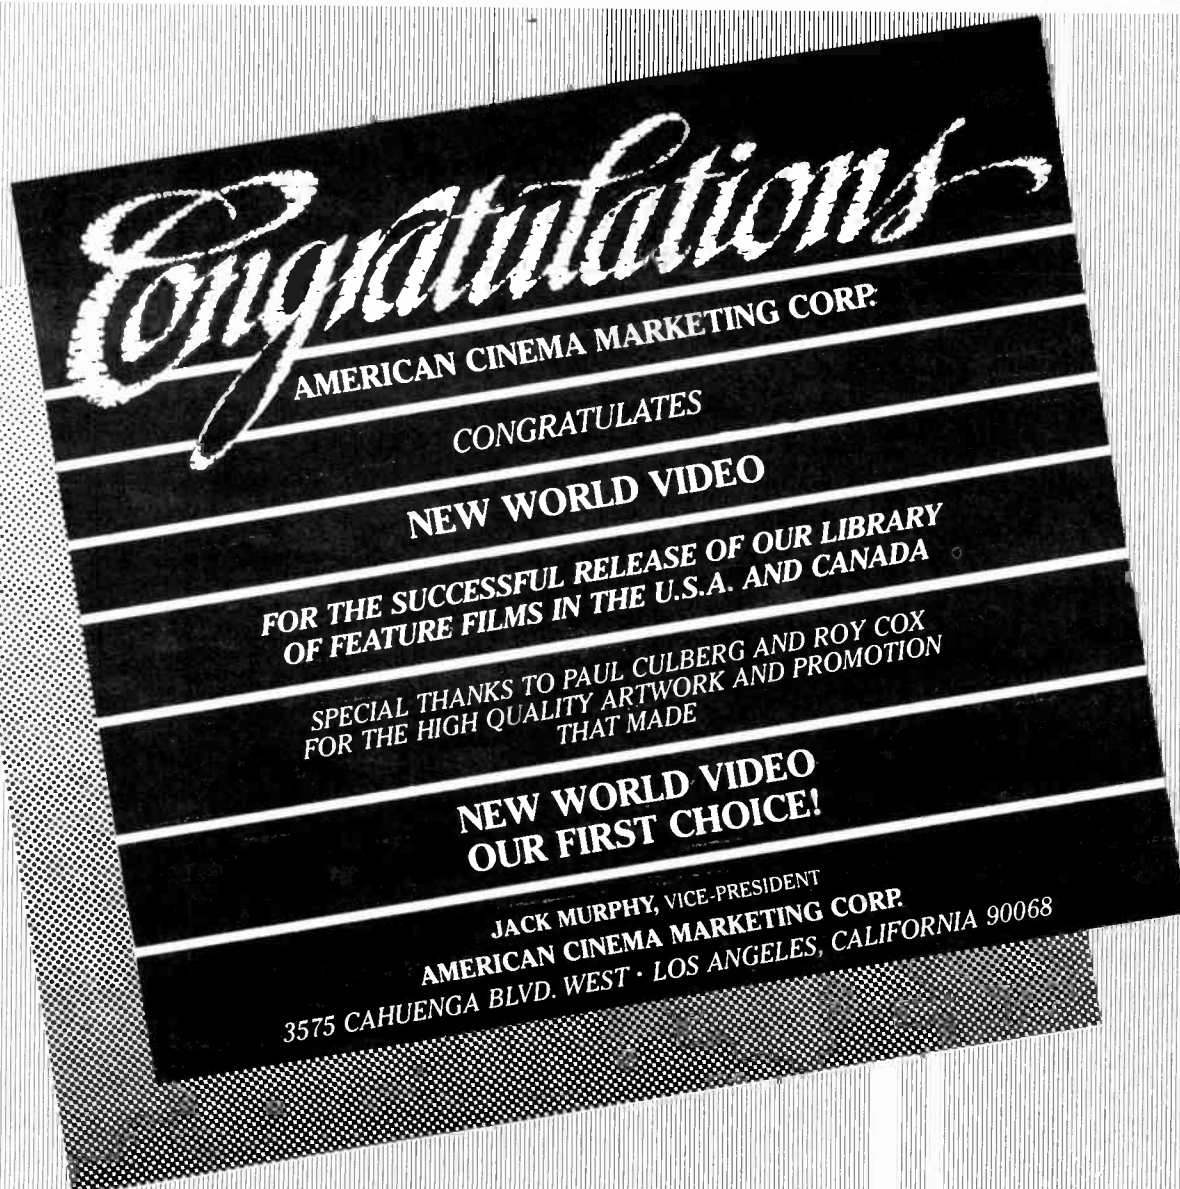 Congratulations
AMERICAN CINEMA MARKETING CORP.
CONGRATULATES
NEW WORLD VIDEO
FOR THE SUCCESSFUL RELEASE OF OUR LIBRARY
OF FEATURE FILMS IN THE U.S.A. AND CANADA
SPECIAL THANKS TO PAUL CULBERG AND ROY COX
FOR THE HIGH QUALITY ARTWORK AND PROMOTION
THAT MADE
NEW WORLD VIDEO
OUR FIRST CHOICE!
JACK MURPHY, VICE-PRESIDENT
AMERICAN CINEMA MARKETING CORP.
3575 CAHUENGA BLVD. WEST · LOS ANGELES, CALIFORNIA 90068